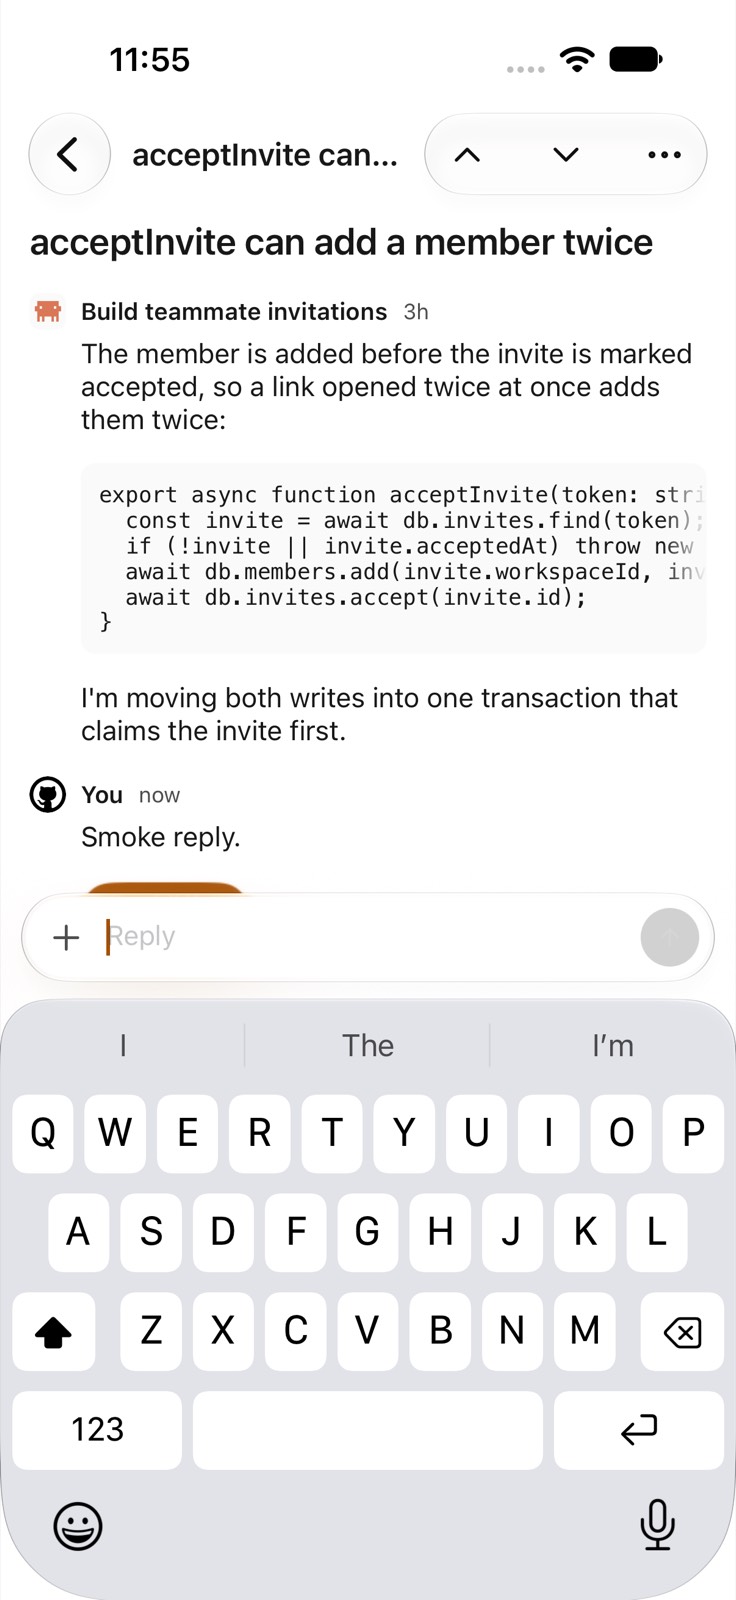 11:55
acceptInvite can...
acceptInvite can add a member twice
Build teammate invitations 3h
The member is added before the invite is marked
accepted, so a link opened twice at once adds
them twice:
export async function acceptInvite(token: stri
const invite = await db.invites.find(token);
if (!invite || invite.acceptedAt) throw new
await db.members.add(invite.workspaceId, inv
await db.invites.accept(invite.id);
}
I'm moving both writes into one transaction that
claims the invite first.
You now
Smoke reply.
Reply
I The I’m
Q W E R T Y U I O P
A S D F G H J K L
Z X C V B N M
123